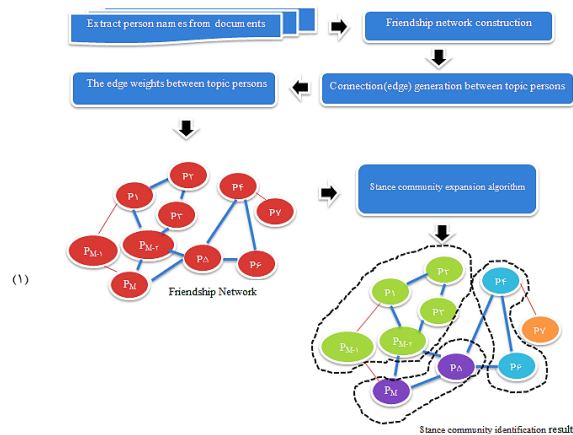 Extract person names from documents
Friendship network construction
The edge weights between topic persons
Connection(edge) generation between topic persons
P۲
P۱
P۴
P۳
P۷
PM-۱
PM-۲
P۵
P۶
PM
Friendship Network
(۱)
Stance community expansion algorithm
P۲
P۴
P۱
P۳
P۷
PM-۱
PM-۲
P۵
P۶
PM
Stance community identification result